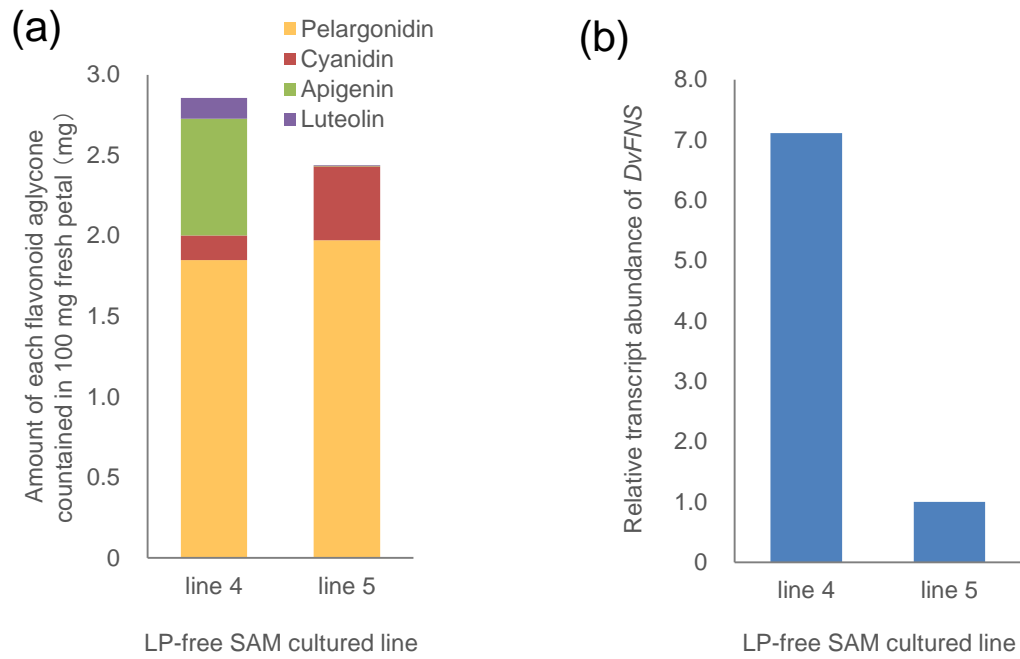 (a)
Pelargonidin
Cyanidin
Apigenin
Luteolin
Amount of each flavonoid aglycone
countained in 100 mg fresh petal (mg)
3.0
2.5
2.0
1.5
1.0
0.5
0
line 4
line 5
LP-free SAM cultured line
(b)
Relative transcript abundance of DvFNS
8.0
7.0
6.0
5.0
4.0
3.0
2.0
1.0
0
line 4
line 5
LP-free SAM cultured line